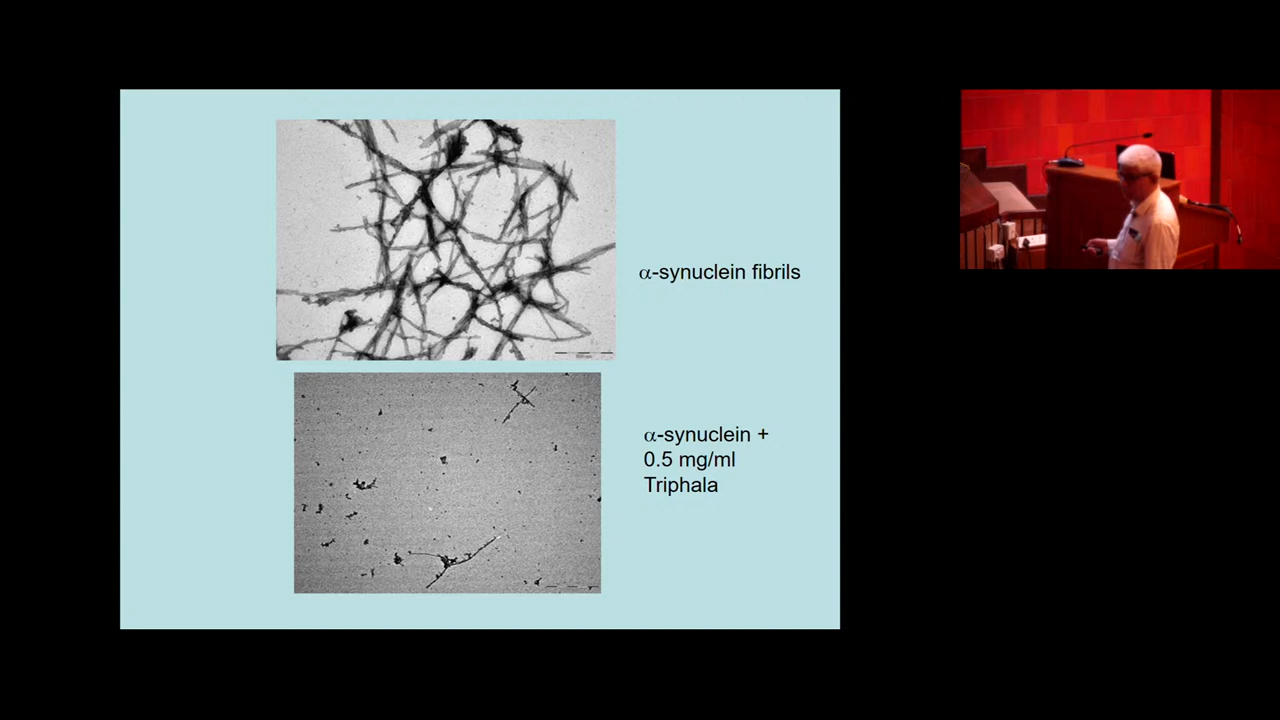 α-synuclein fibrils
α-synuclein +
0.5 mg/ml
Triphala